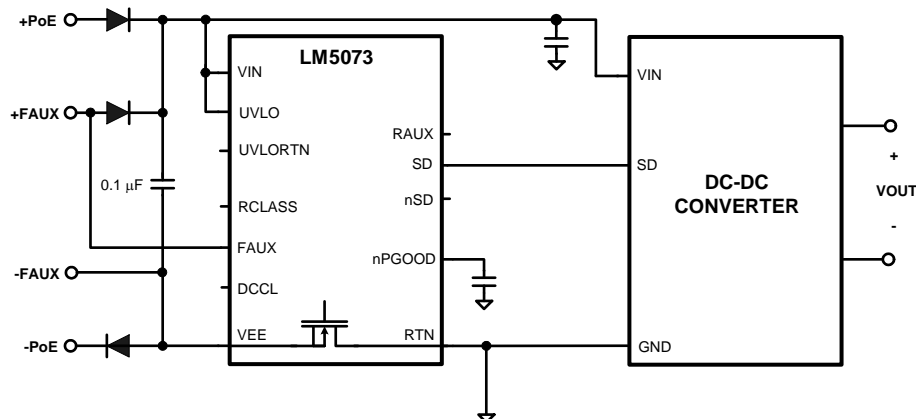 +PoE
+FAUX
0.1 μF
-FAUX
-PoE
LM5073
VIN
UVLO
UVLORTN
RCLASS
FAUX
DCCL
VEE
RAUX
SD
nSD
nPGOOD
RTN
VIN
SD
DC-DC
CONVERTER
GND
+
VOUT
-